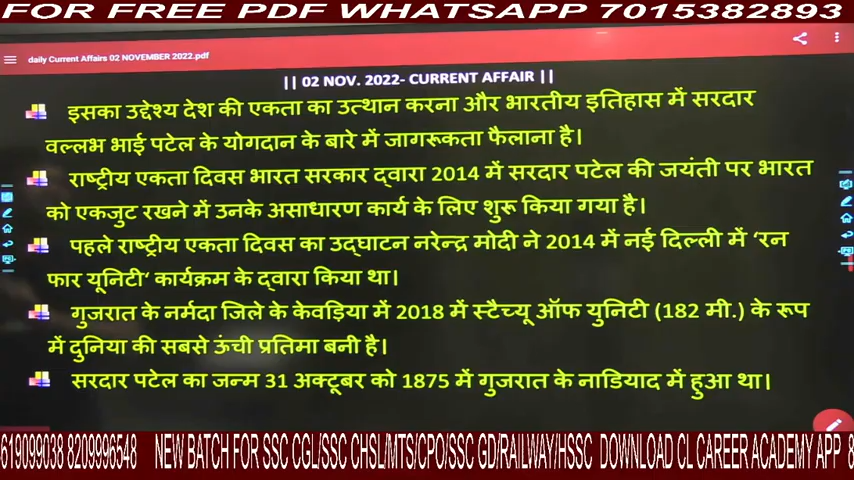 FOR FREE PDF WHATSAPP 7015382893
daily Current Affairs 02 NOVEMBER 2022.pdf
|| 02 NOV. 2022- CURRENT AFFAIR ||
इसका उद्देश्य देश की एकता का उत्थान करना और भारतीय इतिहास में सरदार
वल्लभ भाई पटेल के योगदान के बारे में जागरूकता फैलाना है।
राष्ट्रीय एकता दिवस भारत सरकार द्वारा 2014 में सरदार पटेल की जयंती पर भारत
को एकजुट रखने में उनके असाधारण कार्य के लिए शुरू किया गया है।
पहले राष्ट्रीय एकता दिवस का उद्घाटन नरेन्द्र मोदी ने 2014 में नई दिल्ली में ‘रन
फार यूनिटी‘ कार्यक्रम के द्वारा किया था।
गुजरात के नर्मदा जिले के केवड़िया में 2018 में स्टैच्यू ऑफ युनिटी (182 मी.) के रूप
में दुनिया की सबसे ऊंची प्रतिमा बनी है।
सरदार पटेल का जन्म 31 अक्टूबर को 1875 में गुजरात के नाडियाद में हुआ था।
619099038 8209996548 NEW BATCH FOR SSC CGL/SSC CHSL/MTS/CPO/SSC GD/RAILWAY/HSSC DOWNLOAD CL CAREER ACADEMY APP 8